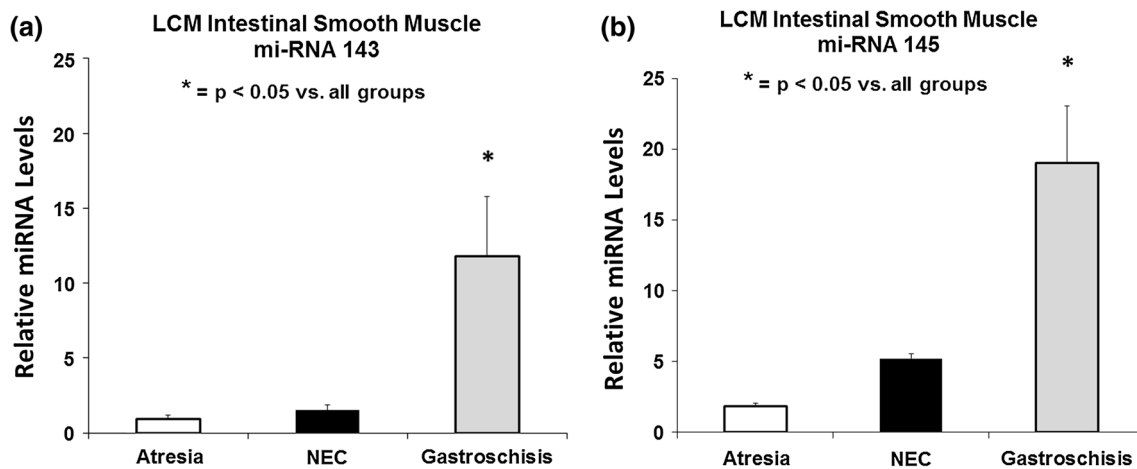 (a)
LCM Intestinal Smooth Muscle
mi-RNA 143
* = p < 0.05 vs. all groups
Relative miRNA Levels
25
20
15
10
5
0
*
Atresia NEC Gastroschisis
(b)
LCM Intestinal Smooth Muscle
mi-RNA 145
* = p < 0.05 vs. all groups
Relative miRNA Levels
25
20
15
10
5
0
*
Atresia NEC Gastroschisis